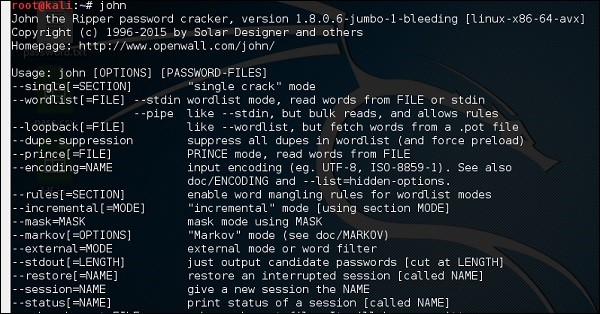 root@kali:~# john
John the Ripper password cracker, version 1.8.0.6-jumbo-1-bleeding [linux-x86-64-avx]
Copyright (c) 1996-2015 by Solar Designer and others
Homepage: http://www.openwall.com/john/

Usage: john [OPTIONS] [PASSWORD-FILES]
--single[=SECTION]        "single crack" mode
--wordlist[=FILE] --stdin wordlist mode, read words from FILE or stdin
                  --pipe  like --stdin, but bulk reads, and allows rules
--loopback[=FILE]         like --wordlist, but fetch words from a .pot file
--dupe-suppression        suppress all dupes in wordlist (and force preload)
--prince[=FILE]           PRINCE mode, read words from FILE
--encoding=NAME           input encoding (eg. UTF-8, ISO-8859-1). See also
                          doc/ENCODING and --list=hidden-options.
--rules[=SECTION]         enable word mangling rules for wordlist modes
--incremental[=MODE]      "incremental" mode [using section MODE]
--mask=MASK               mask mode using MASK
--markov[=OPTIONS]        "Markov" mode (see doc/MARKOV)
--external=MODE           external mode or word filter
--stdout[=LENGTH]         just output candidate passwords [cut at LENGTH]
--restore[=NAME]          restore an interrupted session [called NAME]
--session=NAME            give a new session the NAME
--status[=NAME]           print status of a session [called NAME]